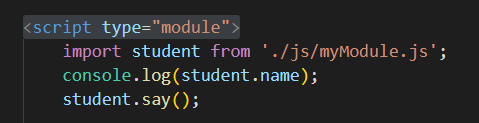 <script type="module">
import student from './js/myModule.js';
console.log(student.name);
student.say();